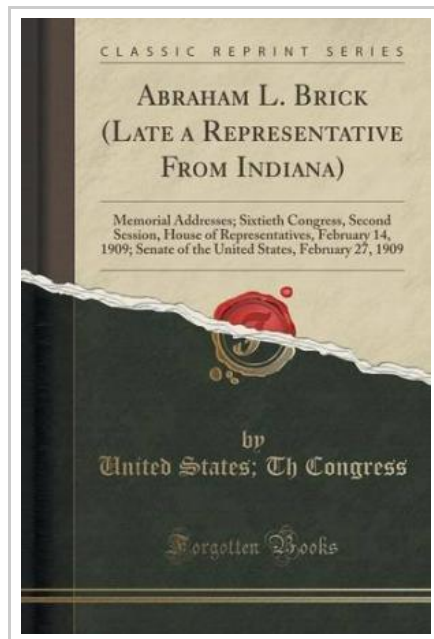 CLASSIC REPRINT SERIES
ABRAHAM L. BRICK
(LATE A REPRESENTATIVE
FROM INDIANA)
Memorial Addresses; Sixtieth Congress, Second
Session, House of Representatives, February 14,
1909; Senate of the United States, February 27, 1909
by
United States; Th Congress
Forgotten Books